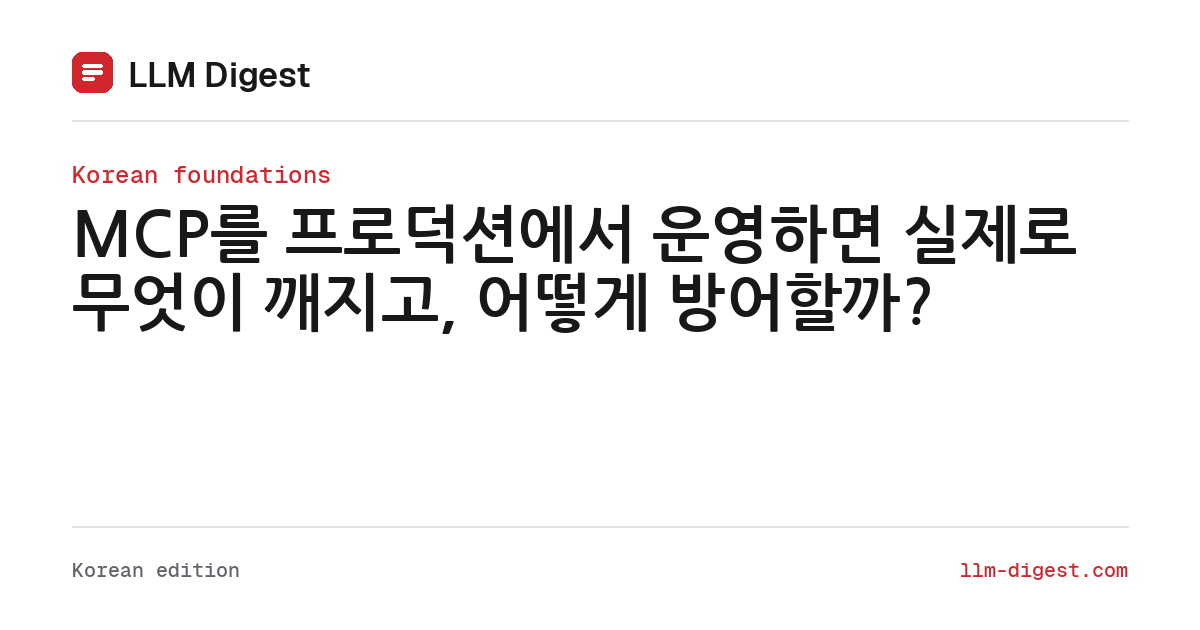 LLM Digest
Korean foundations
MCP를 프로덕션에서 운영하면 실제로
무엇이 깨지고, 어떻게 방어할까?
Korean edition
llm-digest.com